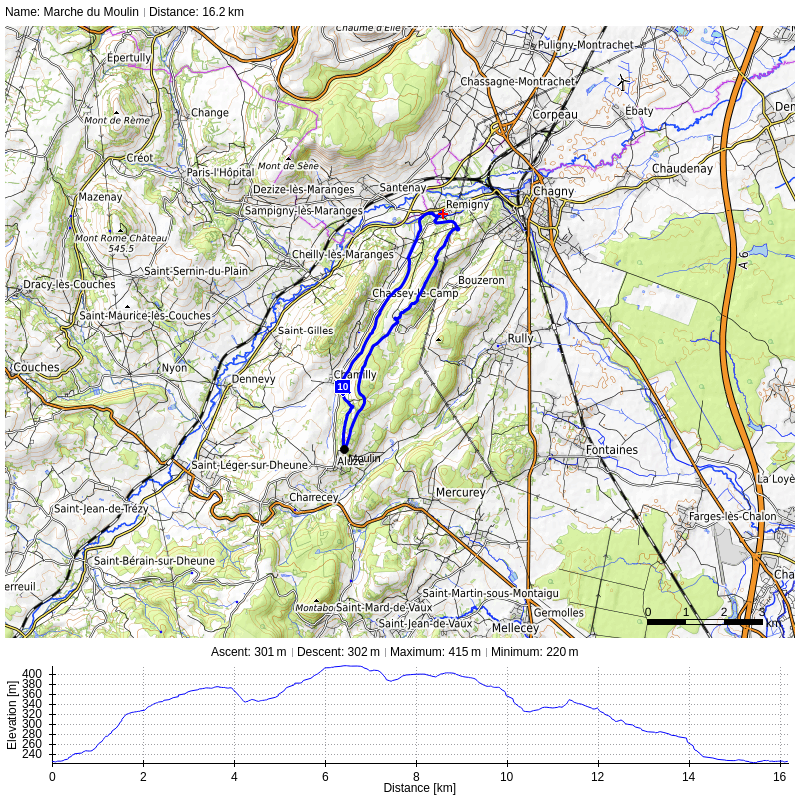 Name: Marche du Moulin | Distance: 16.2 km
Épertully
Puligny-Montrachet
Chassagne-Montrachet
Ébaty
Change
Mont de Rème
Corpeau
Créot
Mont de Sène
Paris-l'Hôpital
Chaudenay
Dezize-lès-Maranges
Santenay
Chagny
Mazenay
Remigny
Sampigny-lès-Maranges
Mont Rome Château
545.5
Cheilly-lès-Maranges
A 6
Saint-Sernin-du-Plain
Bouzeron
Dracy-lès-Couches
Chassey-le-Camp
Saint-Maurice-lès-Couches
Saint-Gilles
Rully
Couches
Nyon
Chamilly
Dennevy
10
Fontaines
Moulin
Aluze
Saint-Léger-sur-Dheune
Charrecey
Mercurey
Saint-Jean-de-Trézy
Farges-lès-Chalon
Saint-Bérain-sur-Dheune
Cha
erreuil
Saint-Martin-sous-Montaigu
Montabo
Saint-Mard-de-Vaux
Germolles
Saint-Jean-de-Vaux
Mellecey
0 1 2 3 km
Ascent: 301 m | Descent: 302 m | Maximum: 415 m | Minimum: 220 m
Elevation [m]
400
380
360
340
320
300
280
260
240
0 2 4 6 8 10 12 14 16
Distance [km]